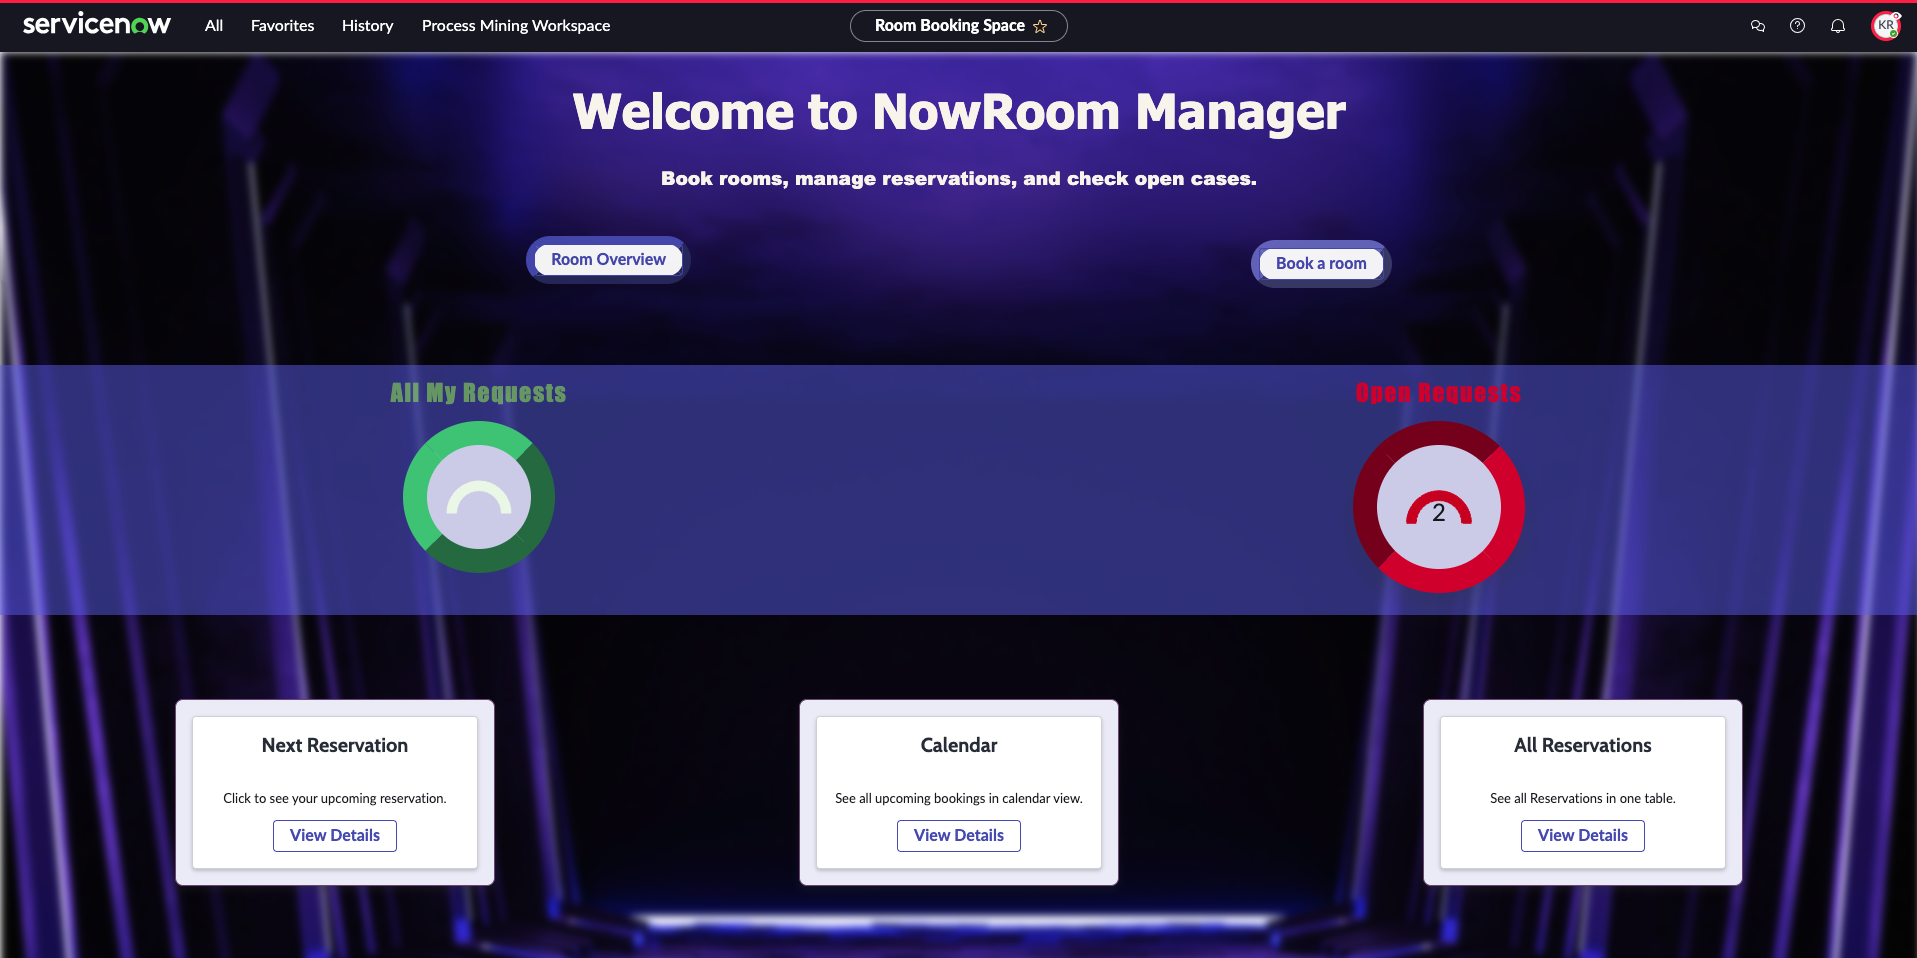 servicenow
All
Favorites
History
Process Mining Workspace
Room Booking Space
KR
Welcome to NowRoom Manager
Book rooms, manage reservations, and check open cases.
Room Overview
Book a room
All My Requests
Open Requests
2
Next Reservation
Click to see your upcoming reservation.
View Details
Calendar
See all upcoming bookings in calendar view.
View Details
All Reservations
See all Reservations in one table.
View Details